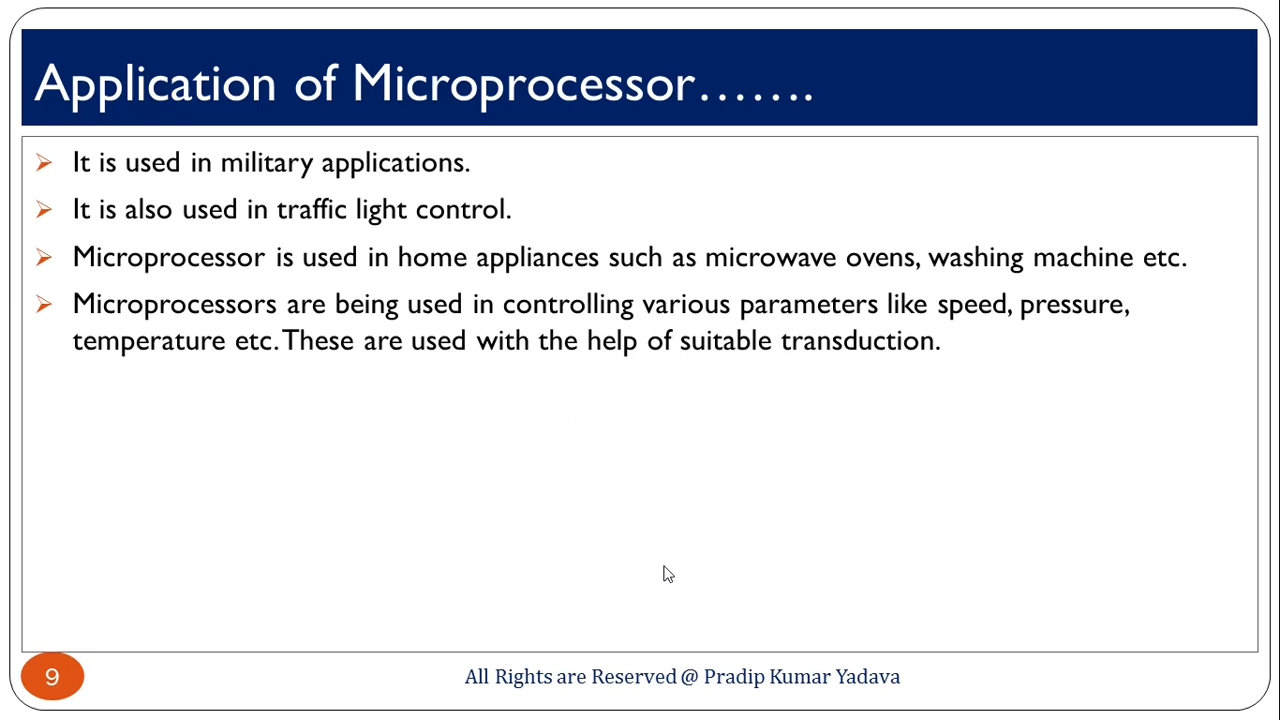 Application of Microprocessor…….
It is used in military applications.
It is also used in traffic light control.
Microprocessor is used in home appliances such as microwave ovens, washing machine etc.
Microprocessors are being used in controlling various parameters like speed, pressure,
temperature etc. These are used with the help of suitable transduction.
9
All Rights are Reserved @ Pradip Kumar Yadava